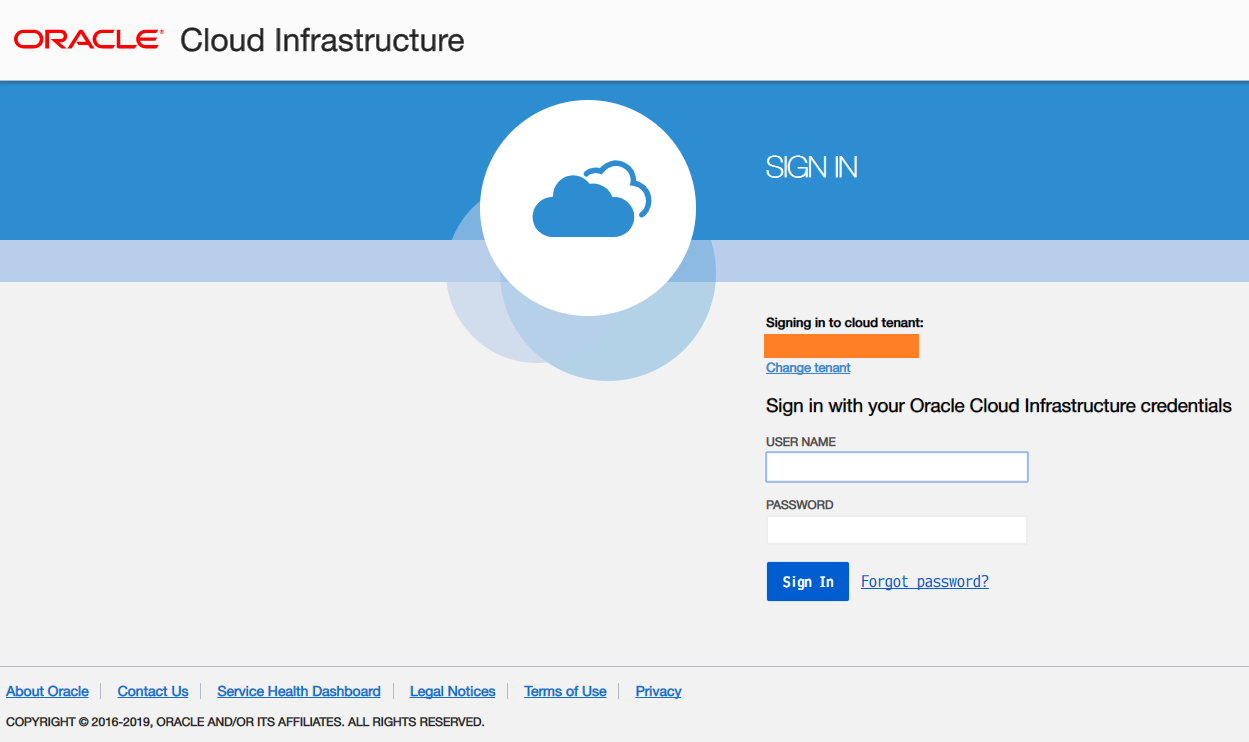 ORACLE® Cloud Infrastructure
SIGN IN
Signing in to cloud tenant:
Change tenant
Sign in with your Oracle Cloud Infrastructure credentials
USER NAME
PASSWORD
Sign In Forgot password?
About Oracle Contact Us Service Health Dashboard Legal Notices Terms of Use Privacy
COPYRIGHT © 2016-2019, ORACLE AND/OR ITS AFFILIATES. ALL RIGHTS RESERVED.